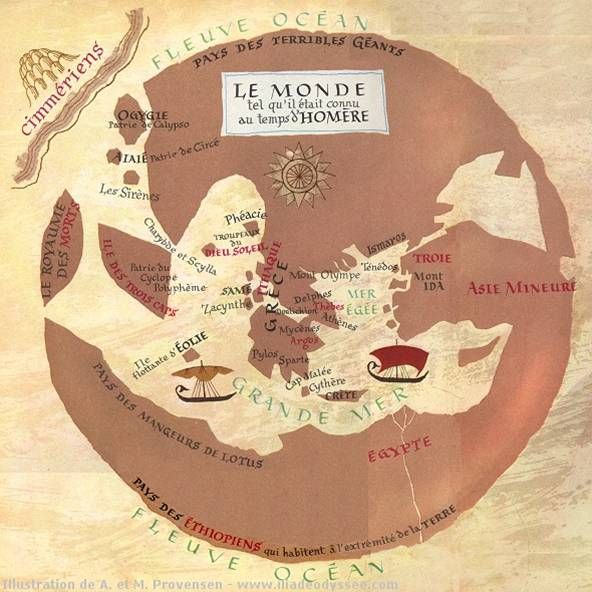 FLEUVE OCÉAN
PAYS DES TERRIBLES GÉANTS
LE MONDE
tel qu'il était connu
au temps d'HOMÈRE
cimmériens
OGYGIE
Patrie de Calypso
AIAIÉ Patrie de Circé
Les Sirènes
LE ROYAUME
DES MORTS
ILE DES TROIS CAPS
Charybde et Scylla
Patrie du
Cyclope
Polyphème
Phéacie
TROUPEAUX
DU
DIEU SOLEIL
ITHAQUE
GRÈCE
SAMÉ
Zacynthe
Mont Olympe
Ismaros
Ténédos
TROIE
Mont
IDA
ASIE MINEURE
MER
ÉGÉE
Delphes
Thèbes
Athènes
Mycènes
Argos
Pylos
Sparte
Cap Malée
Cythère
CRÈTE
Ile
flottante d'ÉOLIE
GRANDE MER
PAYS DES MANGEURS DE LOTUS
ÉGYPTE
PAYS DES ÉTHIOPIENS qui habitent à l'extrémité de la TERRE
FLEUVE OCÉAN
Illustration de A. et M. Provensen - www.iliadeodyssee.com